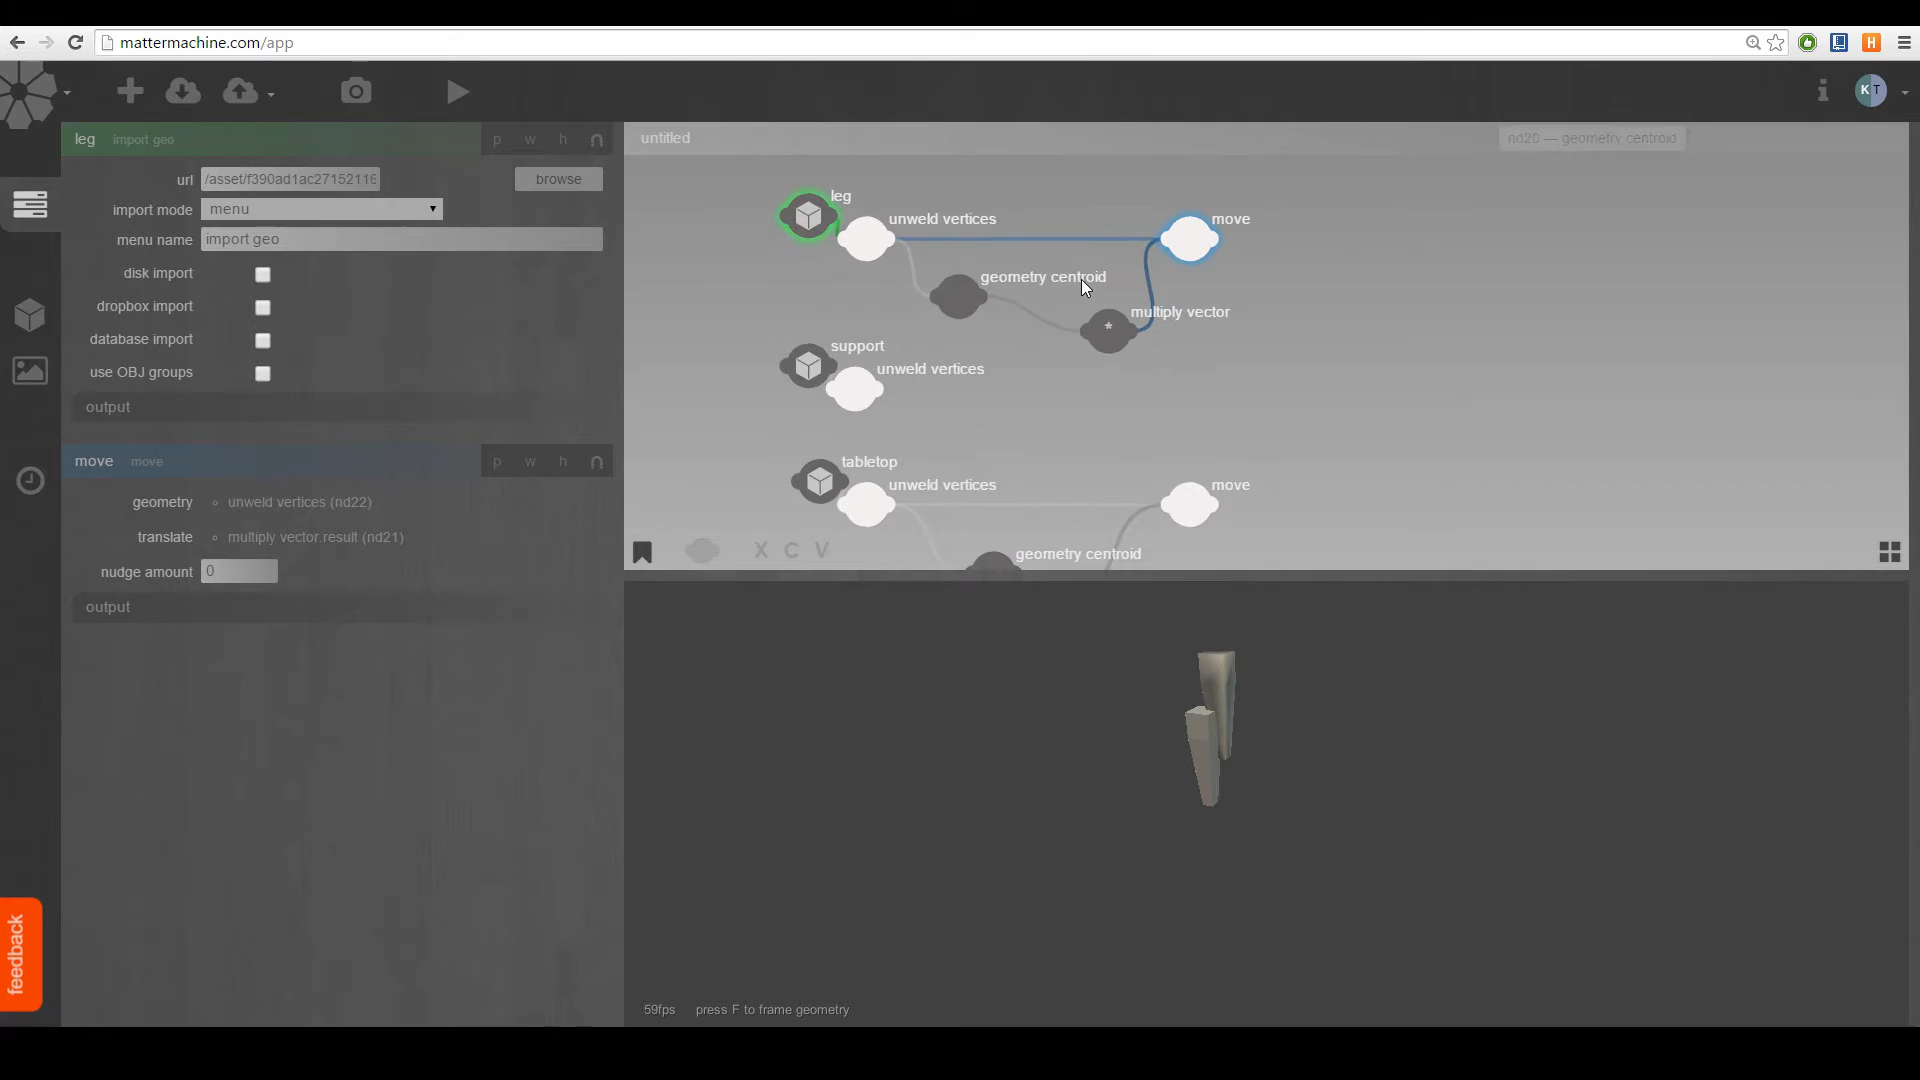 mattermachine.com/app
H
K T
leg import geo
p w h
url /asset/f390ad1ac27152116 browse
import mode menu
menu name import geo
disk import
dropbox import
database import
use OBJ groups
output
move move
p w h
geometry unweld vertices (nd22)
translate multiply vector.result (nd21)
nudge amount 0
output
feedback
untitled
nd20 — geometry centroid
leg
unweld vertices
move
geometry centroid
* multiply vector
support
unweld vertices
tabletop
unweld vertices
move
geometry centroid
X C V
59fps press F to frame geometry